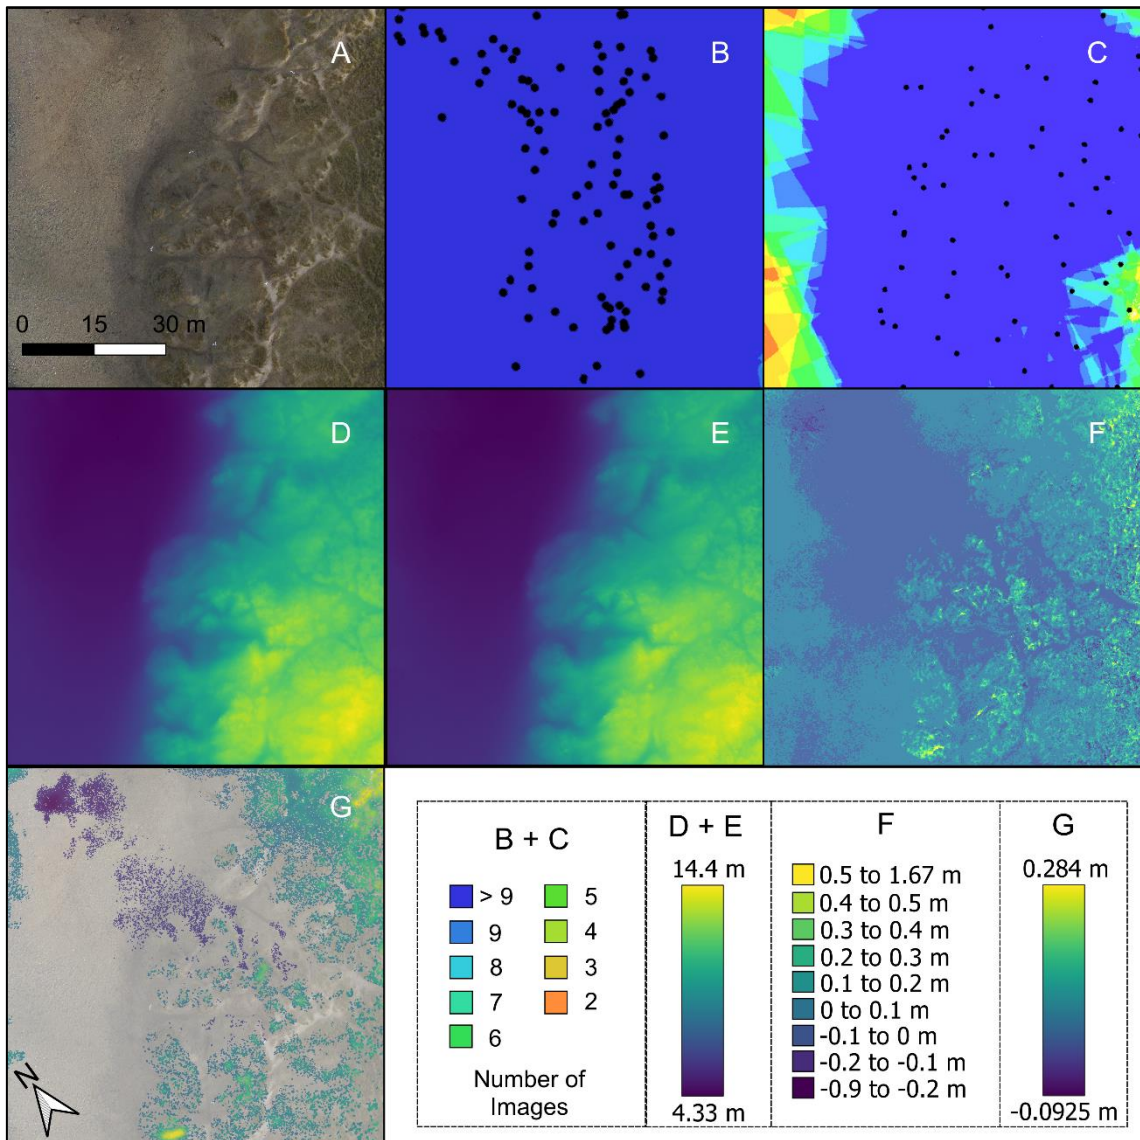 A
B
C
0 15 30 m
D
E
F
G
N
B + C
> 9
9
8
7
6
5
4
3
2
Number of
Images
D + E
14.4 m
4.33 m
F
0.5 to 1.67 m
0.4 to 0.5 m
0.3 to 0.4 m
0.2 to 0.3 m
0.1 to 0.2 m
0 to 0.1 m
-0.1 to 0 m
-0.2 to -0.1 m
-0.9 to -0.2 m
G
0.284 m
-0.0925 m